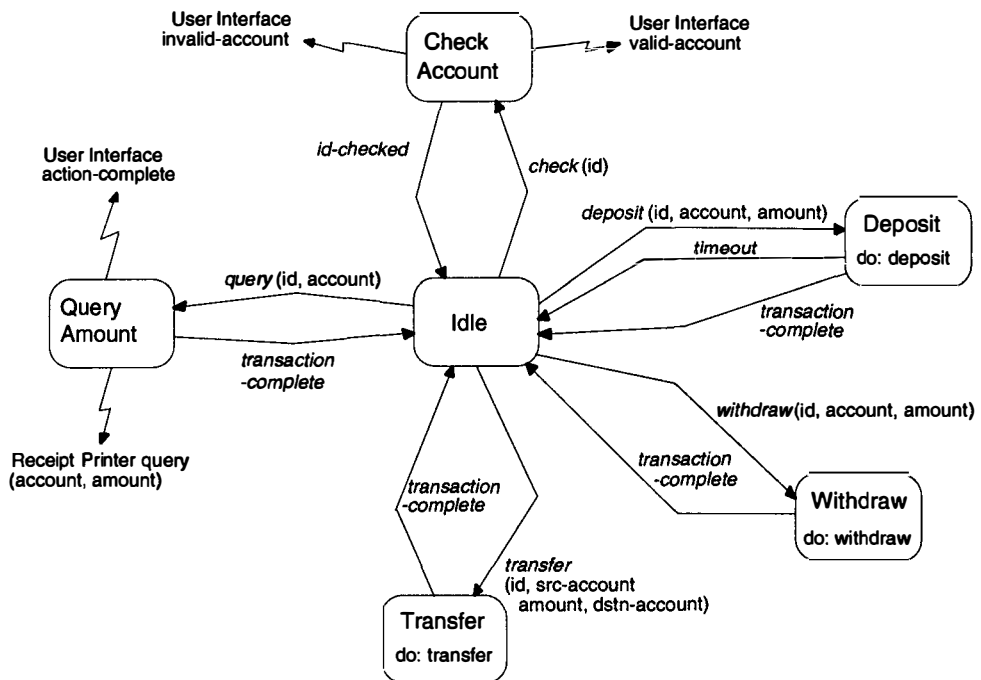 User Interface
invalid-account
Check
Account
User Interface
valid-account
id-checked
check (id)
User Interface
action-complete
deposit (id, account, amount)
timeout
Deposit
do: deposit
transaction
-complete
query (id, account)
Query
Amount
Idle
transaction
-complete
Receipt Printer query
(account, amount)
withdraw (id, account, amount)
transaction
-complete
Withdraw
do: withdraw
transaction
-complete
transfer
(id, src-account
amount, dstn-account)
Transfer
do: transfer